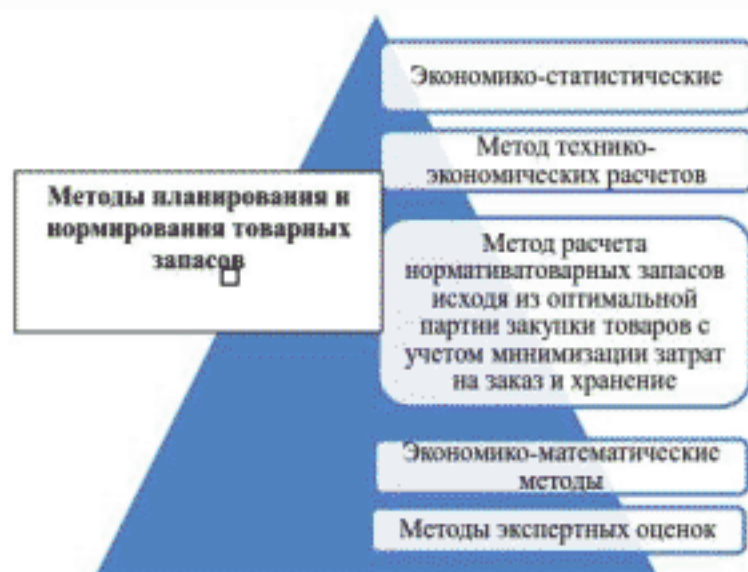 Методы планирования и
нормирования товарных
запасов
Экономико-статистические
Метод технико-
экономических расчетов
Метод расчета
нормативатоварных запасов
исходя из оптимальной
партии закупки товаров с
учетом минимизации затрат
на заказ и хранение
Экономико-математические
методы
Методы экспертных оценок